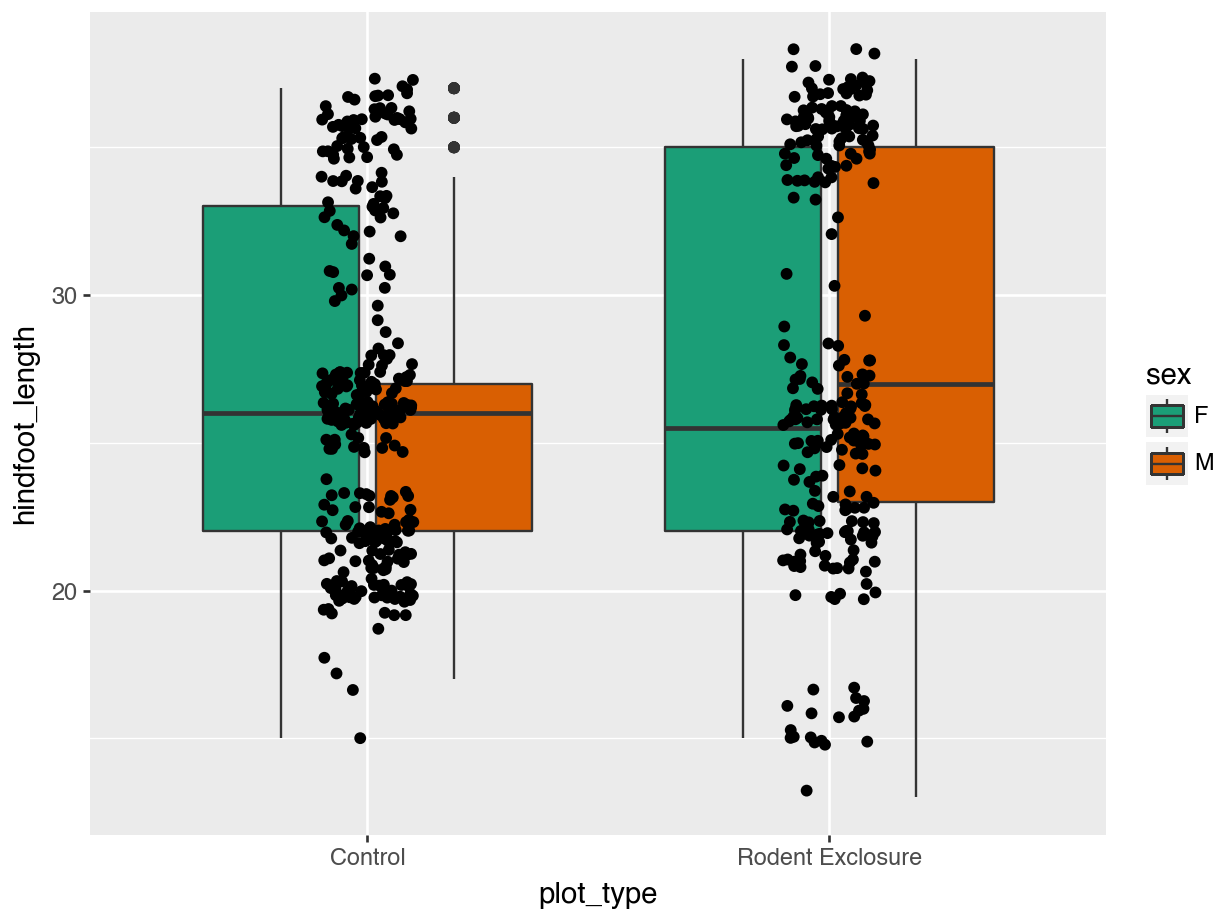 hindfoot_length
30
20
Control
Rodent Exclosure
plot_type
sex
F
M